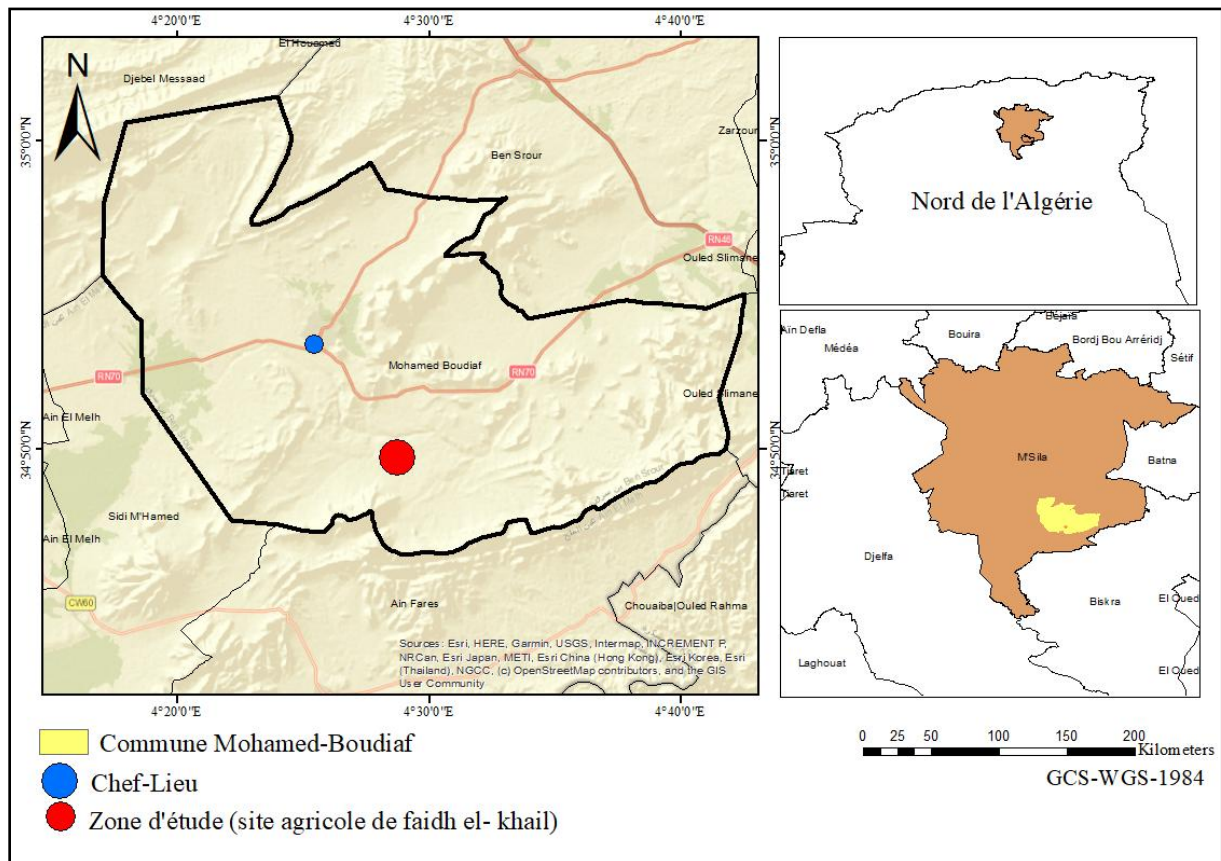 4°20'0"E
4°30'0"E
4°40'0"E
N
El Houamed
Djebel Messaad
35°0'0"N
35°0'0"N
Zarzour
Ben Srour
RN46
Ouled Slimane
Mohamed Boudiaf
RN70
RN70
Ouled Slimane
Ain El Melh
34°50'0"N
34°50'0"N
Sidi M'Hamed
Ain El Melh
CW60
Ain Fares
Chouaiba|Ouled Rahma
Sources: Esri, HERE, Garmin, USGS, Intermap, INCREMENT P,
NRCan, Esri Japan, METI, Esri China (Hong Kong), Esri Korea, Esri
(Thailand), NGCC, (c) OpenStreetMap contributors, and the GIS
User Community
4°20'0"E
4°30'0"E
4°40'0"E
Nord de l'Algérie
Aïn Defla
Médéa
Bouira
Béjaïa
Bordj Bou Arréridj
Sétif
M'Sila
Batna
Tiaret
Tiaret
Djelfa
Biskra
El Oued
Laghouat
El Oued
Commune Mohamed-Boudiaf
Chef-Lieu
Zone d'étude (site agricole de faidh el- khail)
0 25 50 100 150 200
Kilometers
GCS-WGS-1984